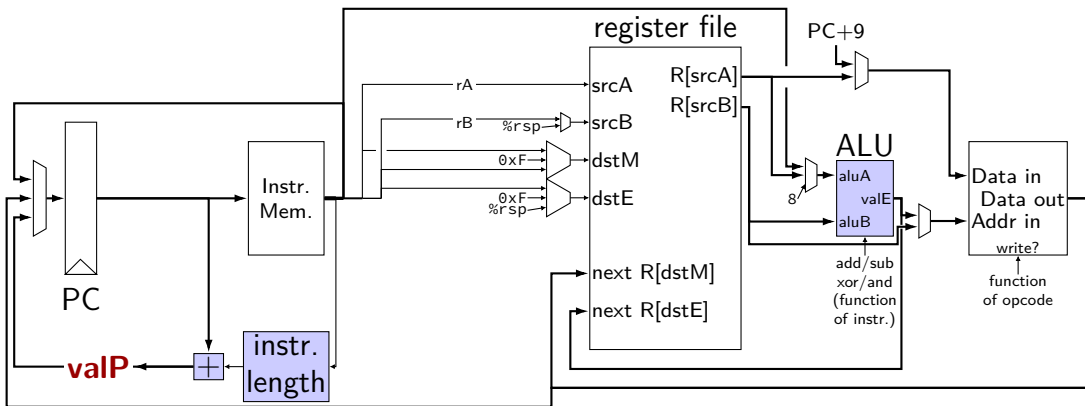 register file
PC+9
R[srcA]
rA
srcA
R[srcB]
rB
%rsp
srcB
ALU
0xF
dstM
aluA
Data in
Instr.
Mem.
8
valE
Data out
0xF
%rsp
dstE
aluB
Addr in
write?
add/sub
xor/and
(function
of instr.)
function
of opcode
next R[dstM]
PC
next R[dstE]
valP
+
instr.
length